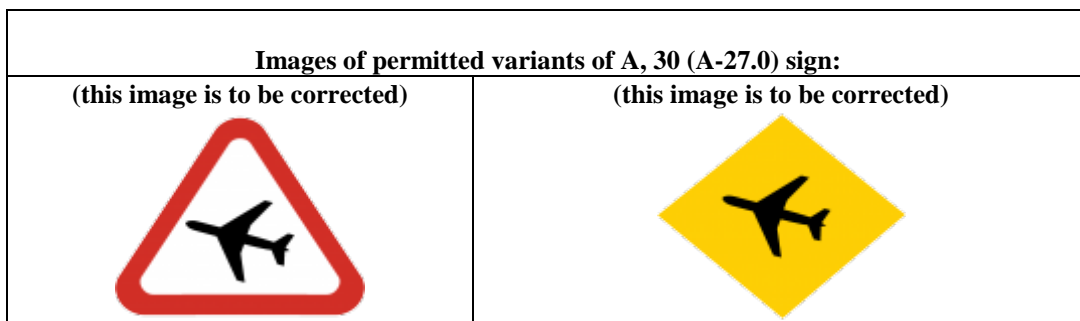 Images of permitted variants of A, 30 (A-27.0) sign:
(this image is to be corrected)
(this image is to be corrected)